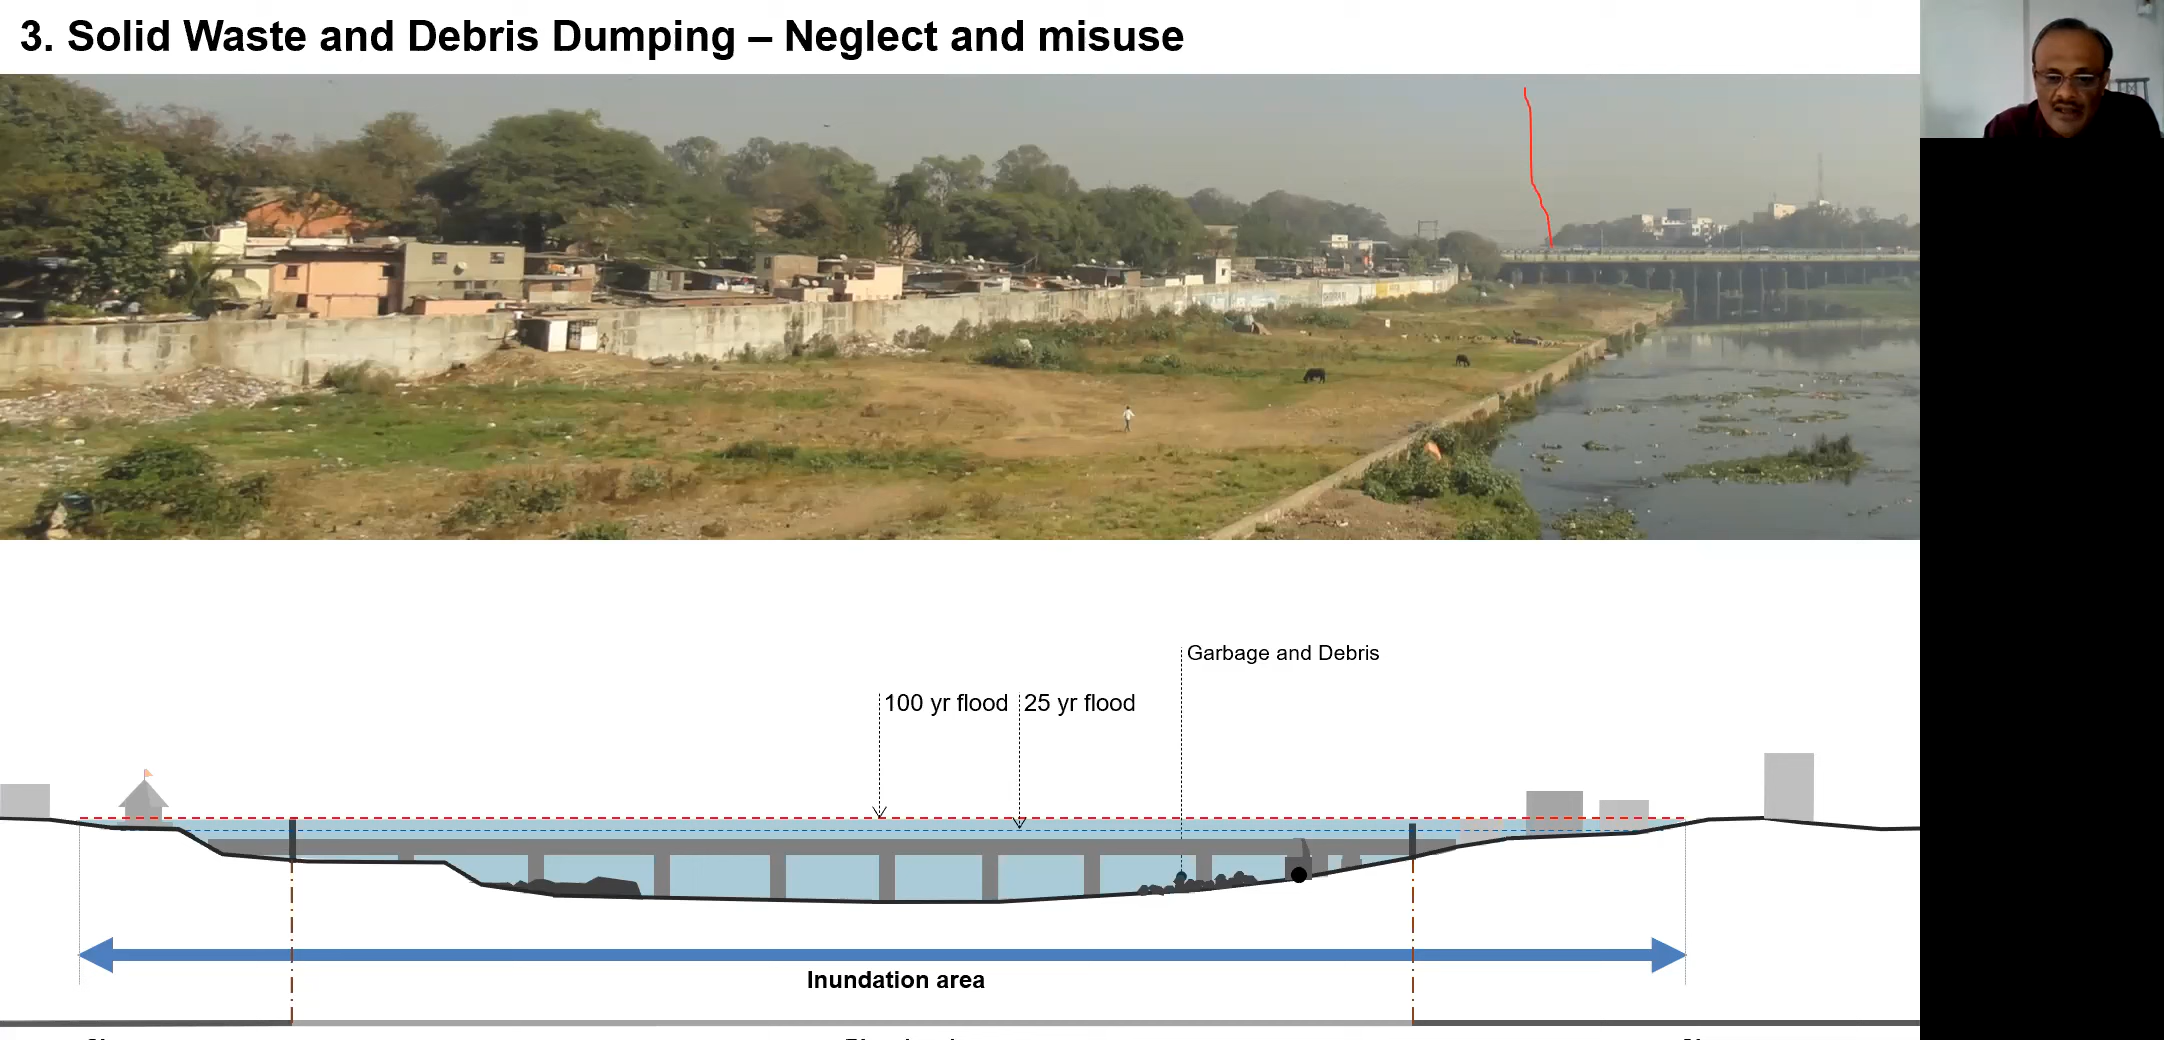 3. Solid Waste and Debris Dumping – Neglect and misuse
Garbage and Debris
100 yr flood
25 yr flood
Inundation area